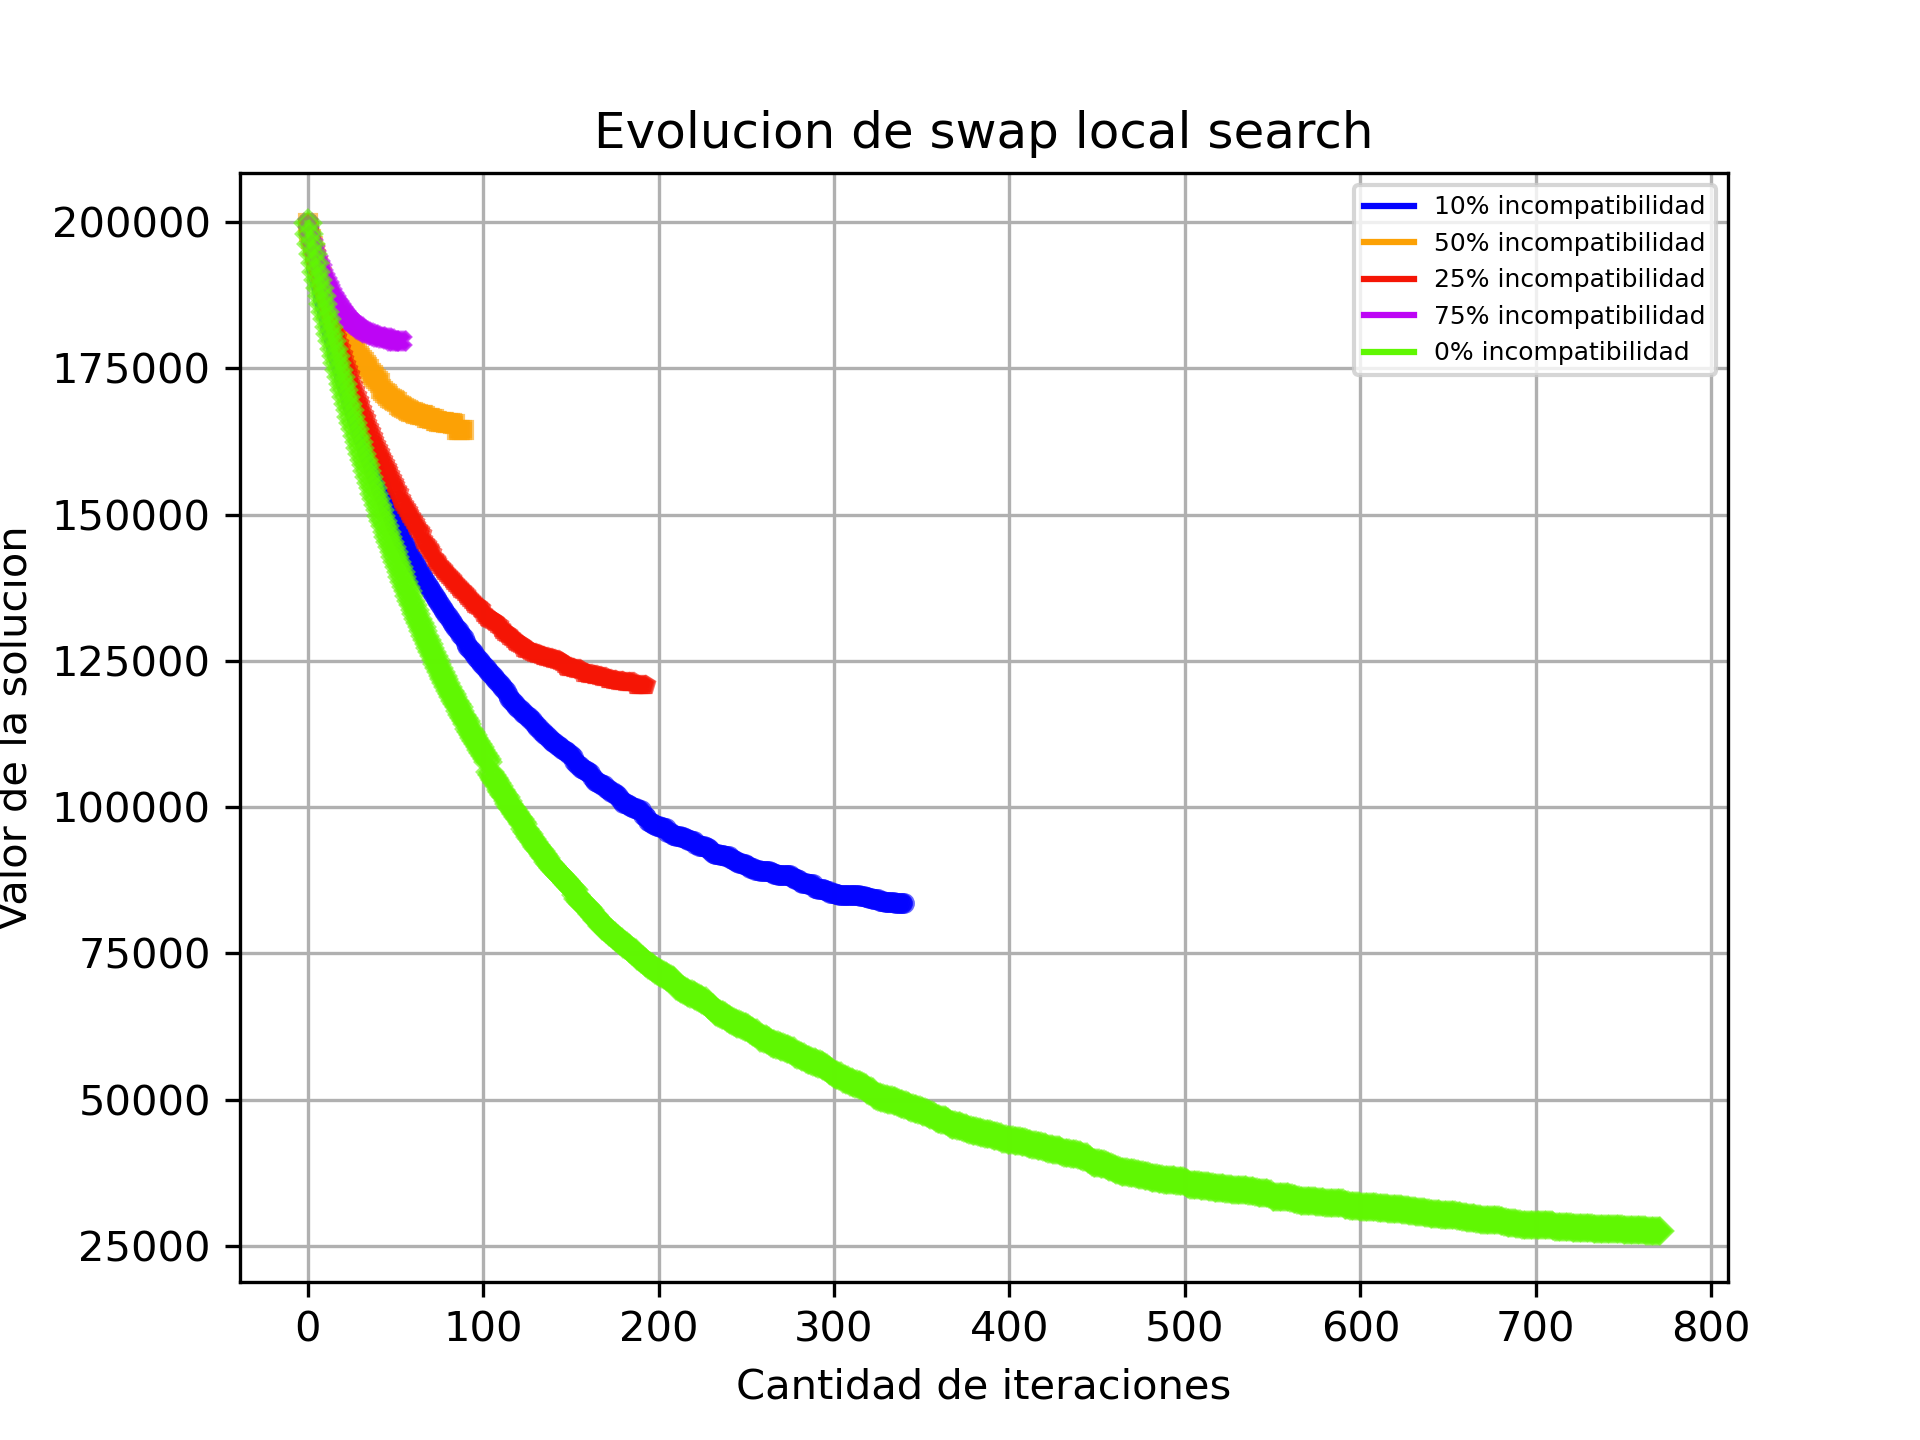 Evolucion de swap local search
10% incompatibilidad
50% incompatibilidad
25% incompatibilidad
75% incompatibilidad
0% incompatibilidad
Valor de la solucion
200000
175000
150000
125000
100000
75000
50000
25000
0 100 200 300 400 500 600 700 800
Cantidad de iteraciones